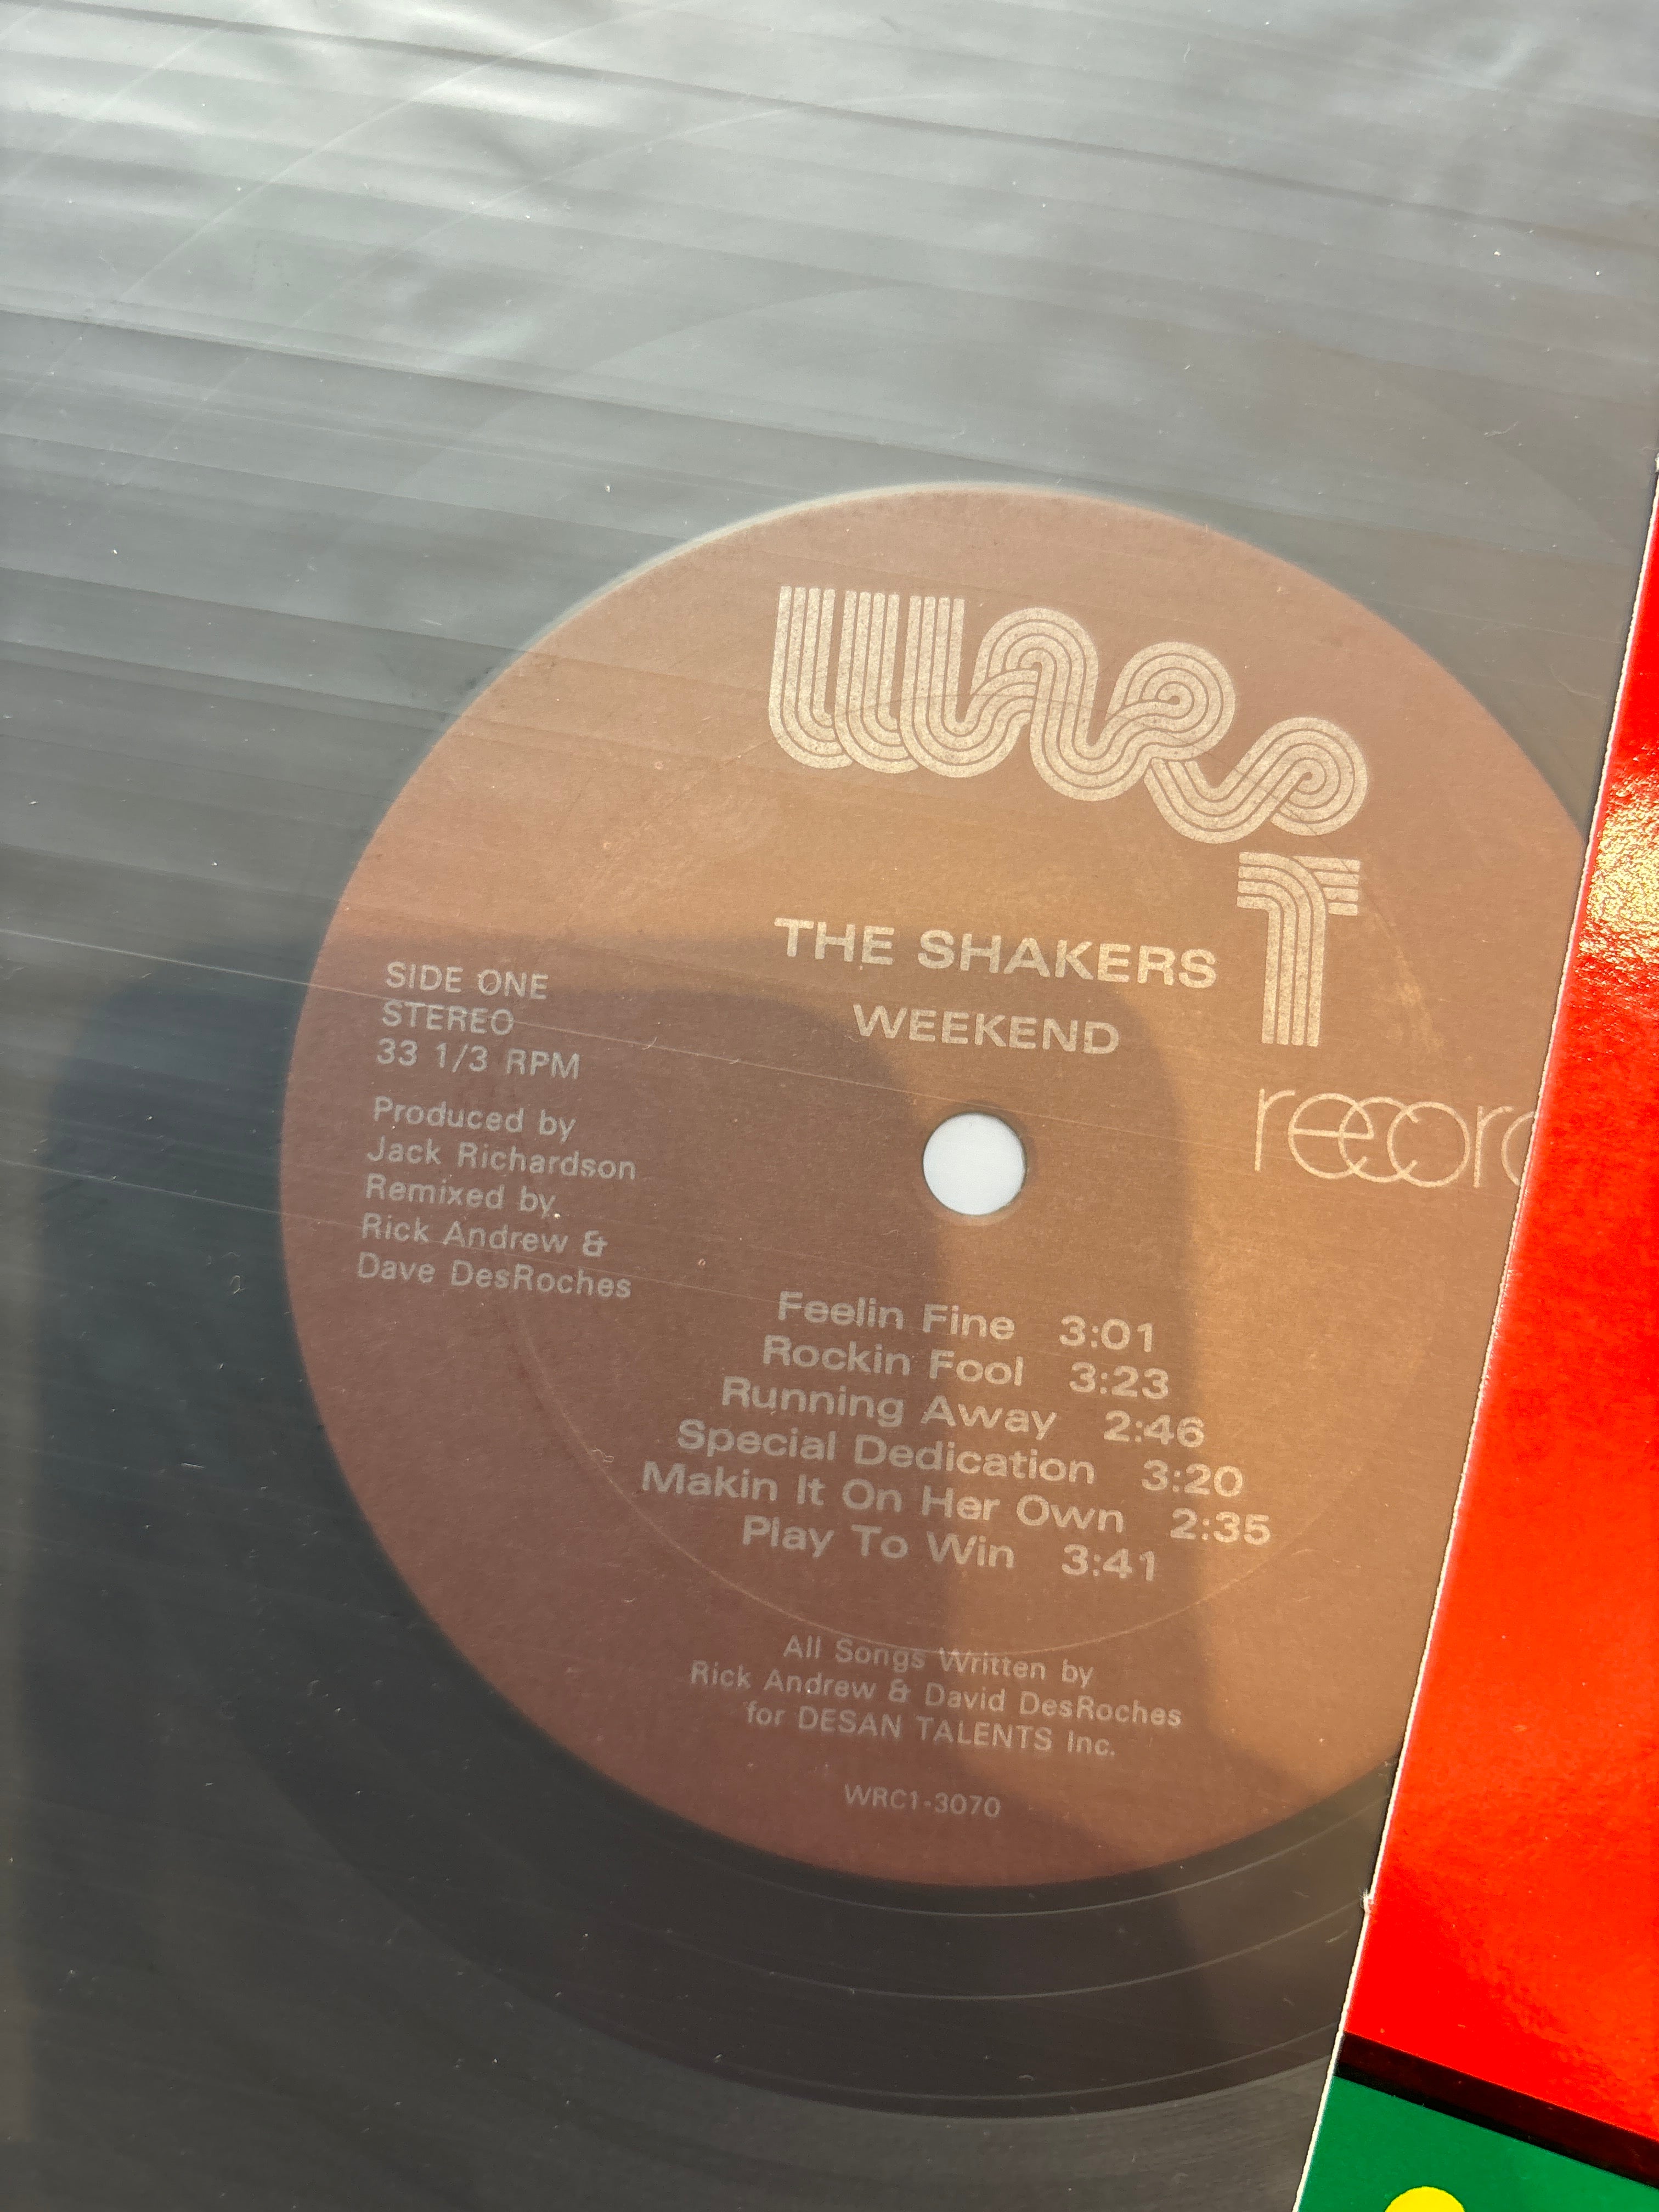 THE SHAKERS
WEEKEND
SIDE ONE
STEREO
33 1/3 RPM
Produced by
Jack Richardson
Remixed by
Rick Andrew &
Dave DesRoches
recor
Feelin Fine 3:01
Rockin Fool 3:23
Running Away 2:46
Special Dedication 3:20
Makin It On Her Own 2:35
Play To Win 3:41
All Songs Written by
Rick Andrew & David DesRoches
for DESAN TALENTS Inc.
WRC1-3070